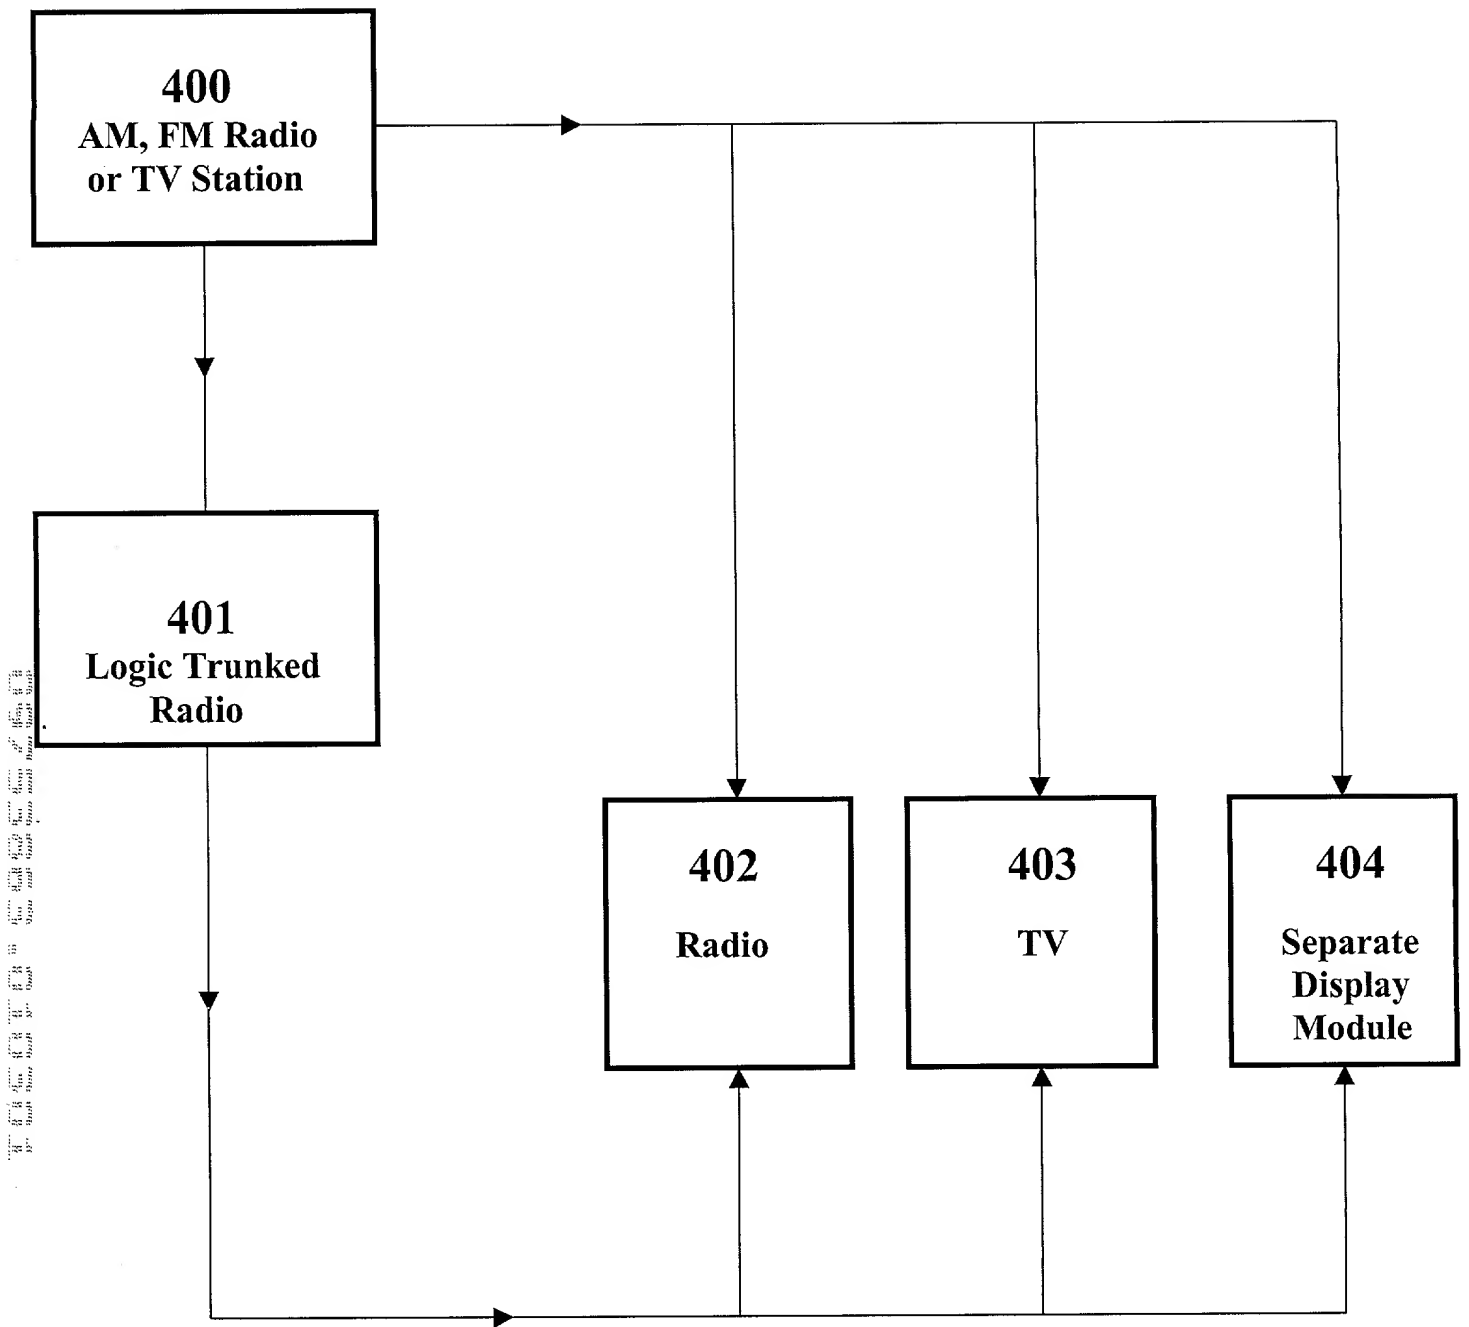 400
AM, FM Radio
or TV Station
401
Logic Trunked
Radio
402
Radio
403
TV
404
Separate
Display
Module